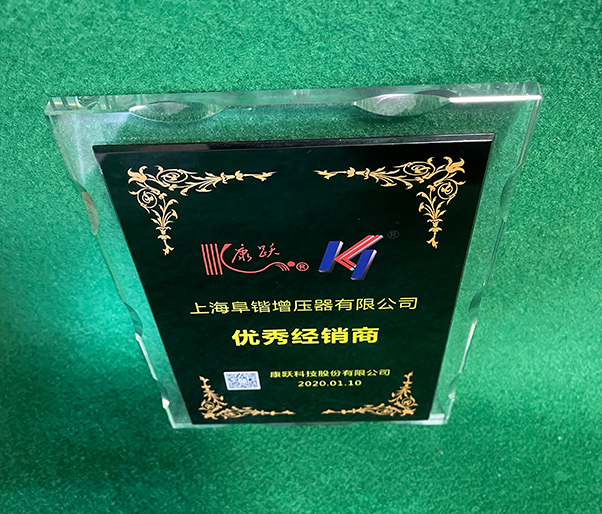 康跃®
K ®
上海阜锴增压器有限公司
优秀经销商
康跃科技股份有限公司
2020.01.10